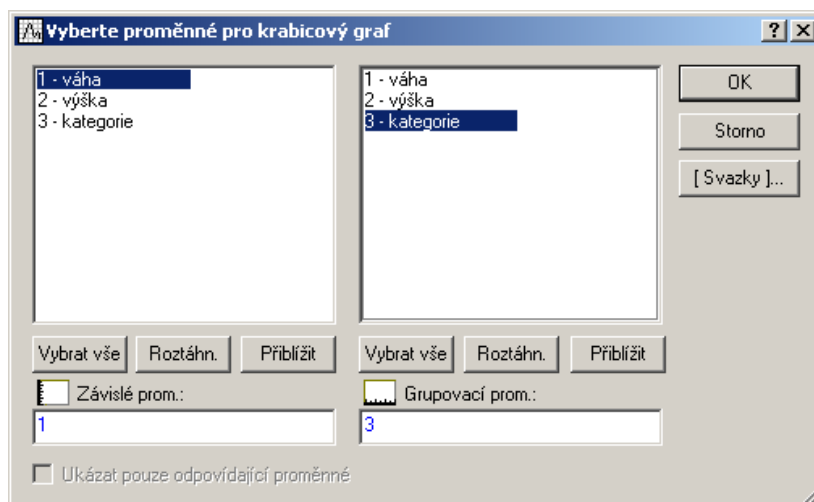 Vyberte proměnné pro krabicový graf
1 - váha
2 - výška
3 - kategorie
1 - váha
2 - výška
3 - kategorie
OK
Storno
[ Svazky ]...
Vybrat vše Roztáhn. Přiblížit Vybrat vše Roztáhn. Přiblížit
Závislé prom.: Grupovací prom.:
1 3
Ukázat pouze odpovídající proměnné